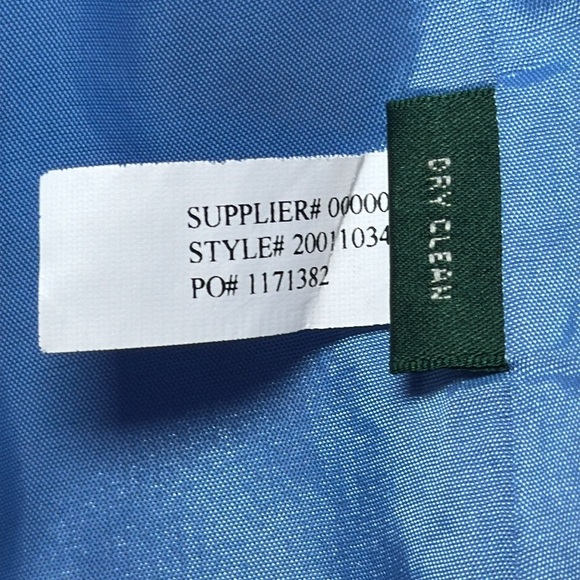 SUPPLIER# 00000
STYLE# 20011034
PO# 1171382
DRY CLEAN